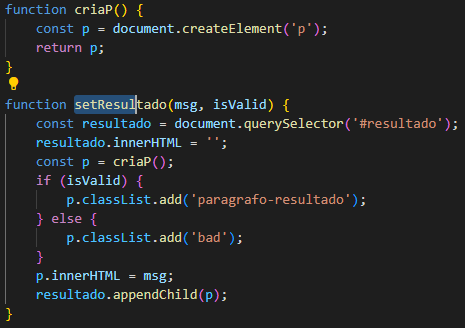 function criaP() {
    const p = document.createElement('p');
    return p;
}
function setResultado(msg, isValid) {
    const resultado = document.querySelector('#resultado');
    resultado.innerHTML = '';
    const p = criaP();
    if (isValid) {
        p.classList.add('paragrafo-resultado');
    } else {
        p.classList.add('bad');
    }
    p.innerHTML = msg;
    resultado.appendChild(p);
}